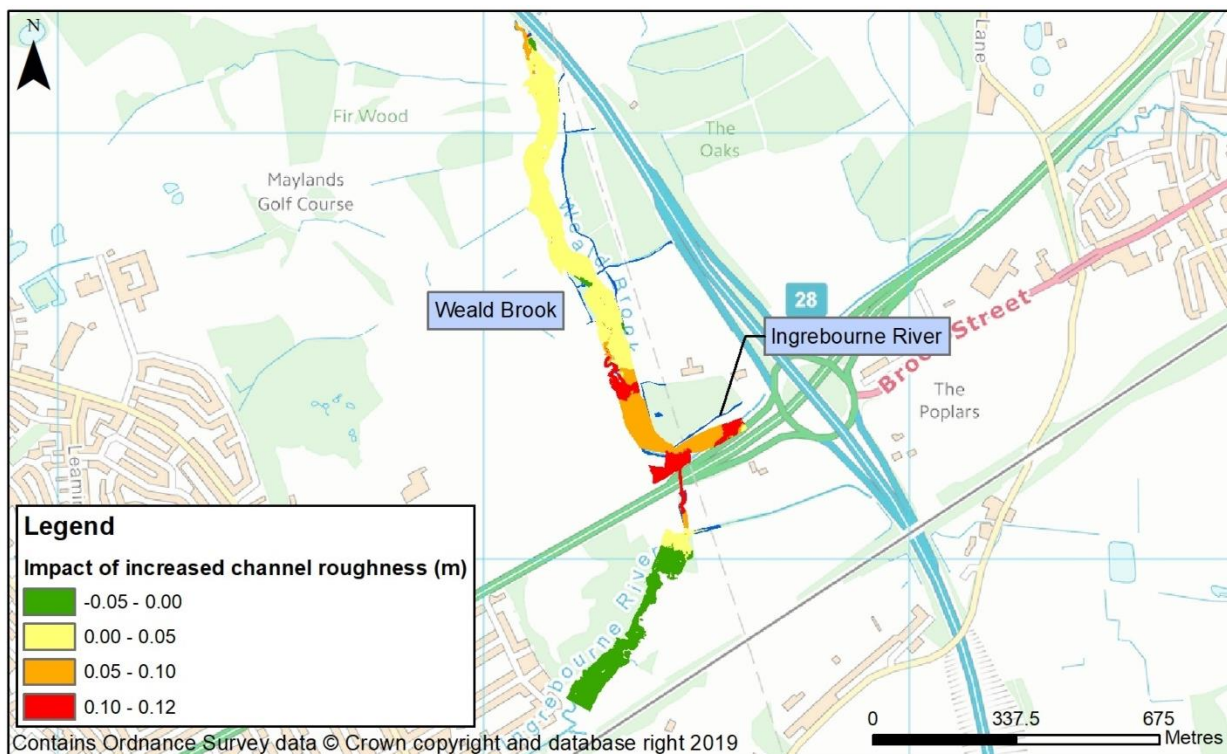 N
Fir Wood
The
Oaks
Lane
Maylands
Golf Course
Weald Brook
Weald Brook
28
Ingrebourne River
Brook Street
The
Poplars
Ingrebourne River
Legend
Impact of increased channel roughness (m)
-0.05 - 0.00
0.00 - 0.05
0.05 - 0.10
0.10 - 0.12
0 337.5 675
Metres
Contains Ordnance Survey data © Crown copyright and database right 2019